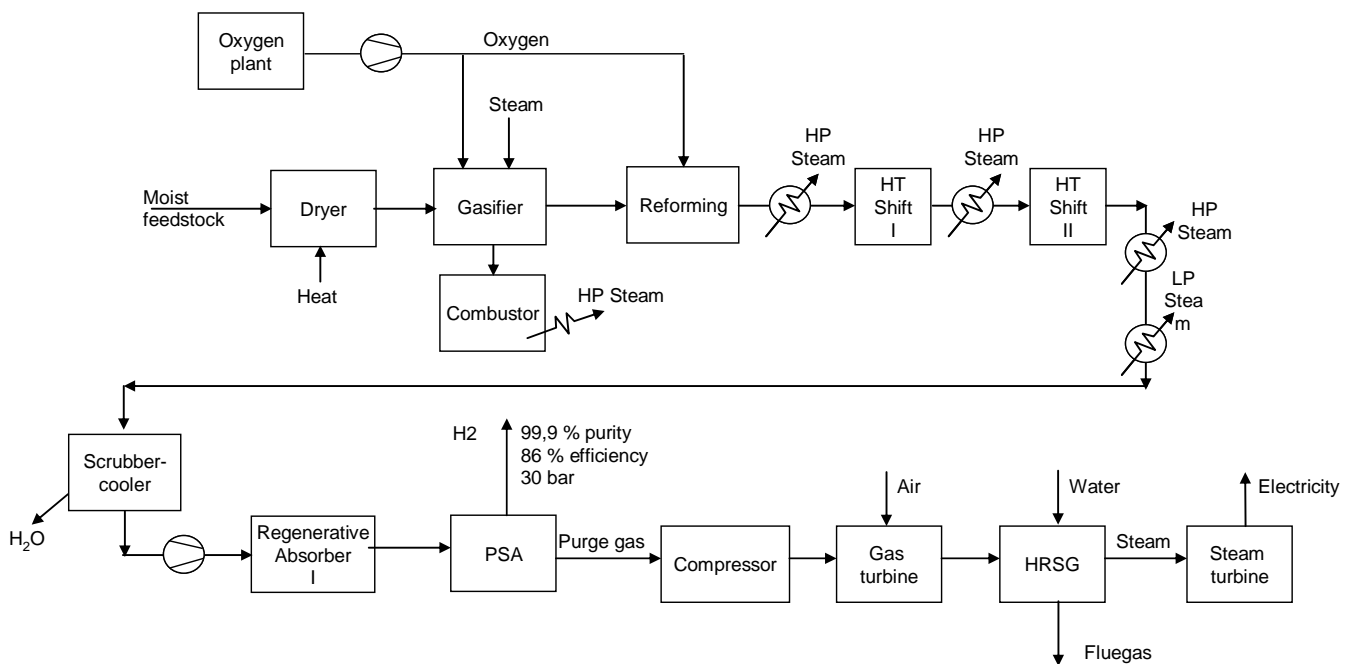 Oxygen
plant
Oxygen
Steam
HP
Steam
HP
Steam
Moist
feedstock
Dryer
Gasifier
Reforming
HT
Shift
I
HT
Shift
II
HP
Steam
Heat
Combustor
HP Steam
LP
Stea
m
Scrubber-
cooler
H2O
H2
99,9 % purity
86 % efficiency
30 bar
Regenerative
Absorber
I
PSA
Purge gas
Compressor
Air
Gas
turbine
Water
HRSG
Steam
Electricity
Steam
turbine
Fluegas